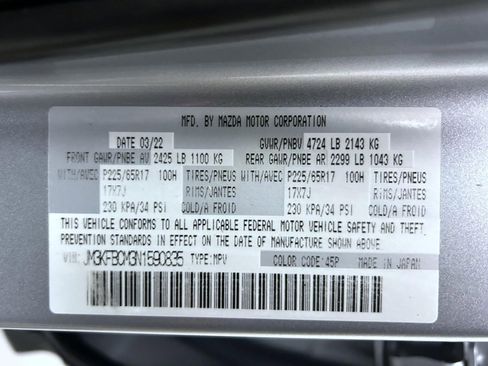 MFD. BY MAZDA MOTOR CORPORATION
DATE 03/22 GVWR/PNBV 4724 LB 2143 KG
FRONT GAWR/PNBE AV 2425 LB 1100 KG REAR GAWR/PNBE AR 2299 LB 1043 KG
WITH/AVEC P225/65R17 100H TIRES/PNEUS WITH/AVEC P225/65R17 100H TIRES/PNEUS
17X7J RIMS/JANTES 17X7J RIMS/JANTES
230 KPA/34 PSI COLD/A FROID 230 KPA/34 PSI COLD/A FROID
THIS VEHICLE CONFORMS TO ALL APPLICABLE FEDERAL MOTOR VEHICLE SAFETY AND THEFT
PREVENTION STANDARDS IN EFFECT ON THE DATE OF MANUFACTURE SHOWN ABOVE.
VIN: JM3KFBCM3N1590835 TYPE:MPV COLOR CODE:45P MADE IN JAPAN